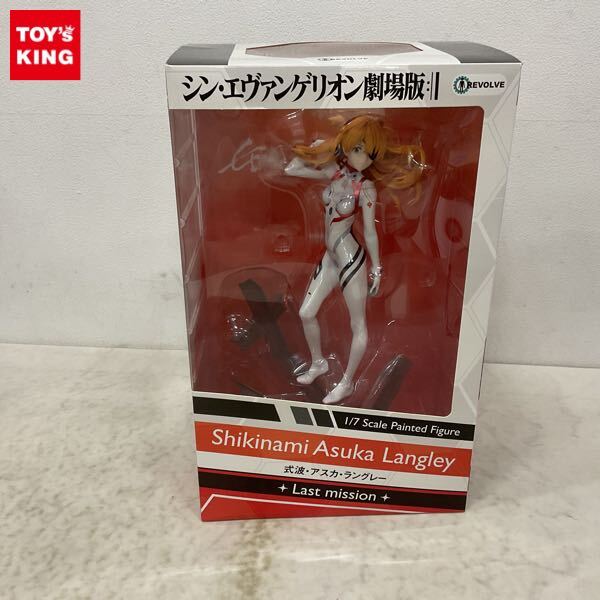 TOY's
KING
REVOLVE
シン・エヴァンゲリオン劇場版:||
REVOLVE
1/7 Scale Painted Figure
Shikinami Asuka Langley
式波・アスカ・ラングレー
Last mission